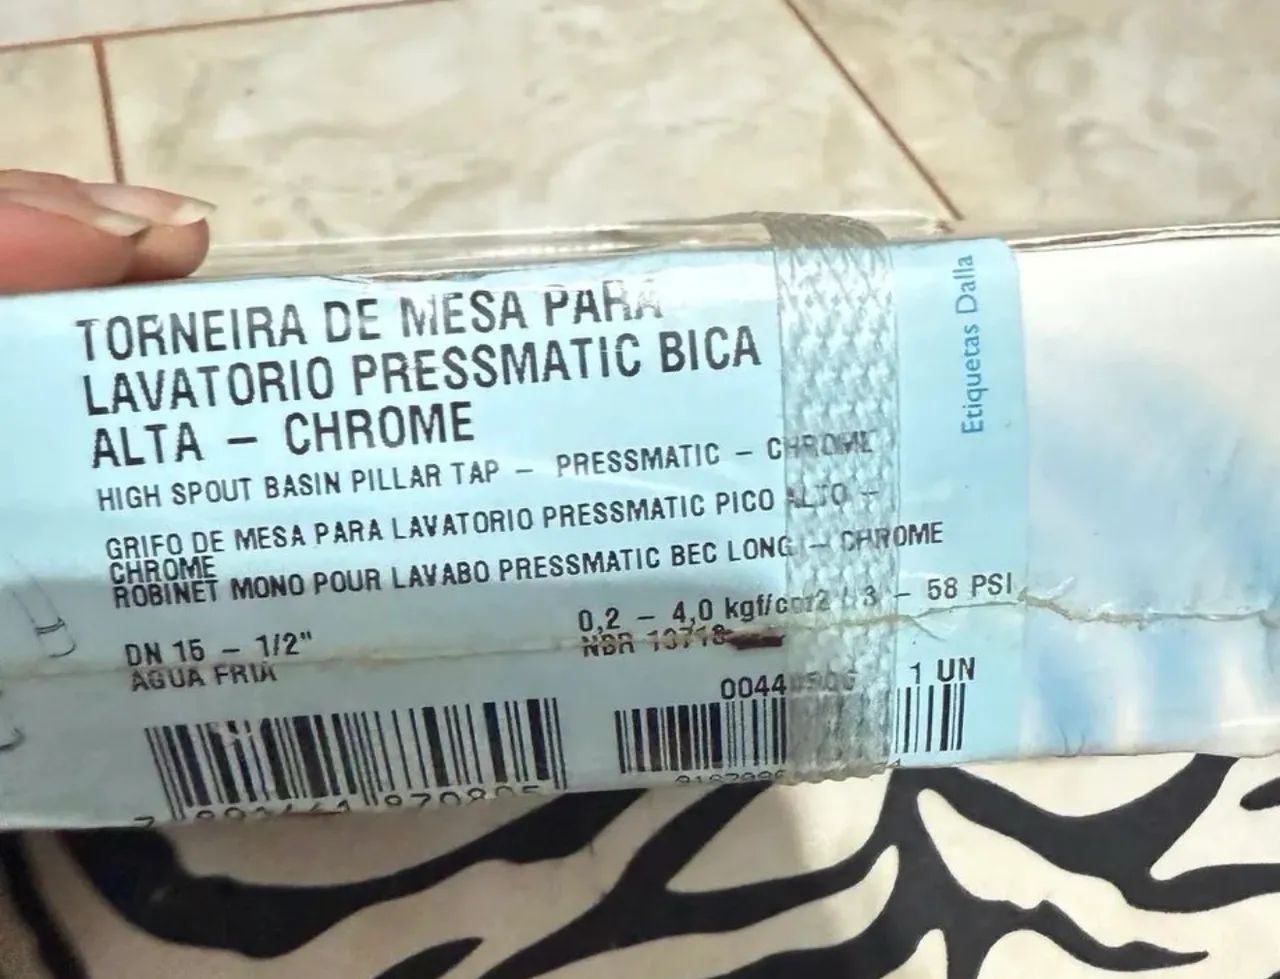 TORNEIRA DE MESA PARA
LAVATORIO PRESSMATIC BICA
ALTA – CHROME
HIGH SPOUT BASIN PILLAR TAP – PRESSMATIC – CHROME
GRIFO DE MESA PARA LAVATORIO PRESSMATIC PICO ALTO –
CHROME
ROBINET MONO POUR LAVABO PRESSMATIC BEC LONG – CHROME
DN 15 – 1/2"
AGUA FRIA
0,2 – 4,0 kgf/cm2 3 – 58 PSI
NBR 13713
1 UN
Etiquetas Dalla